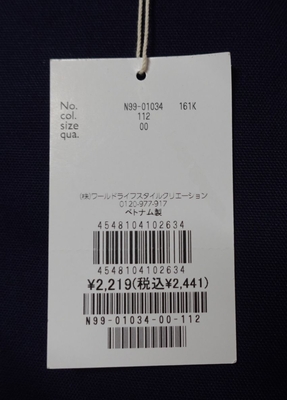 No. N99-01034 161K
col. 112
size 00
qua.
(株)ワールドライフスタイルクリエーション
0120-977-917
ベトナム製
4548104102634
4548104102634
¥2,219(税込¥2,441)
N99-01034-00-112